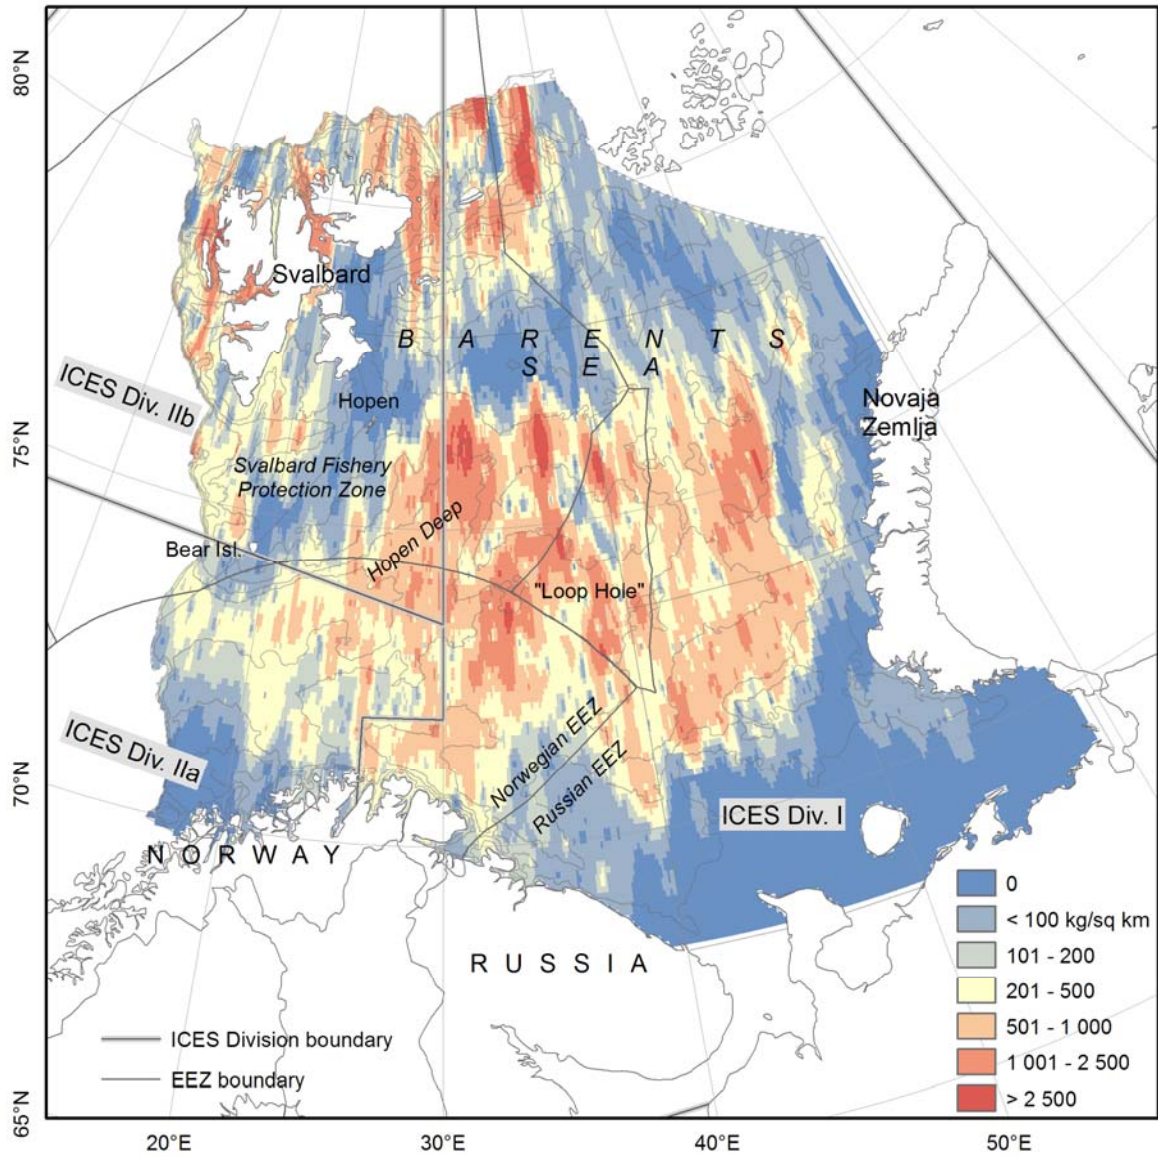 80°N
Svalbard
B A R E N T S
S E A
ICES Div. IIb
Hopen
Novaja
Zemlja
75°N
Svalbard Fishery
Protection Zone
Hopen Deep
Bear Isl.
"Loop Hole"
ICES Div. IIa
Norwegian EEZ
Russian EEZ
70°N
ICES Div. I
N O R W A Y
R U S S I A
0
< 100 kg/sq km
101 - 200
201 - 500
501 - 1 000
1 001 - 2 500
> 2 500
ICES Division boundary
EEZ boundary
65°N
20°E
30°E
40°E
50°E